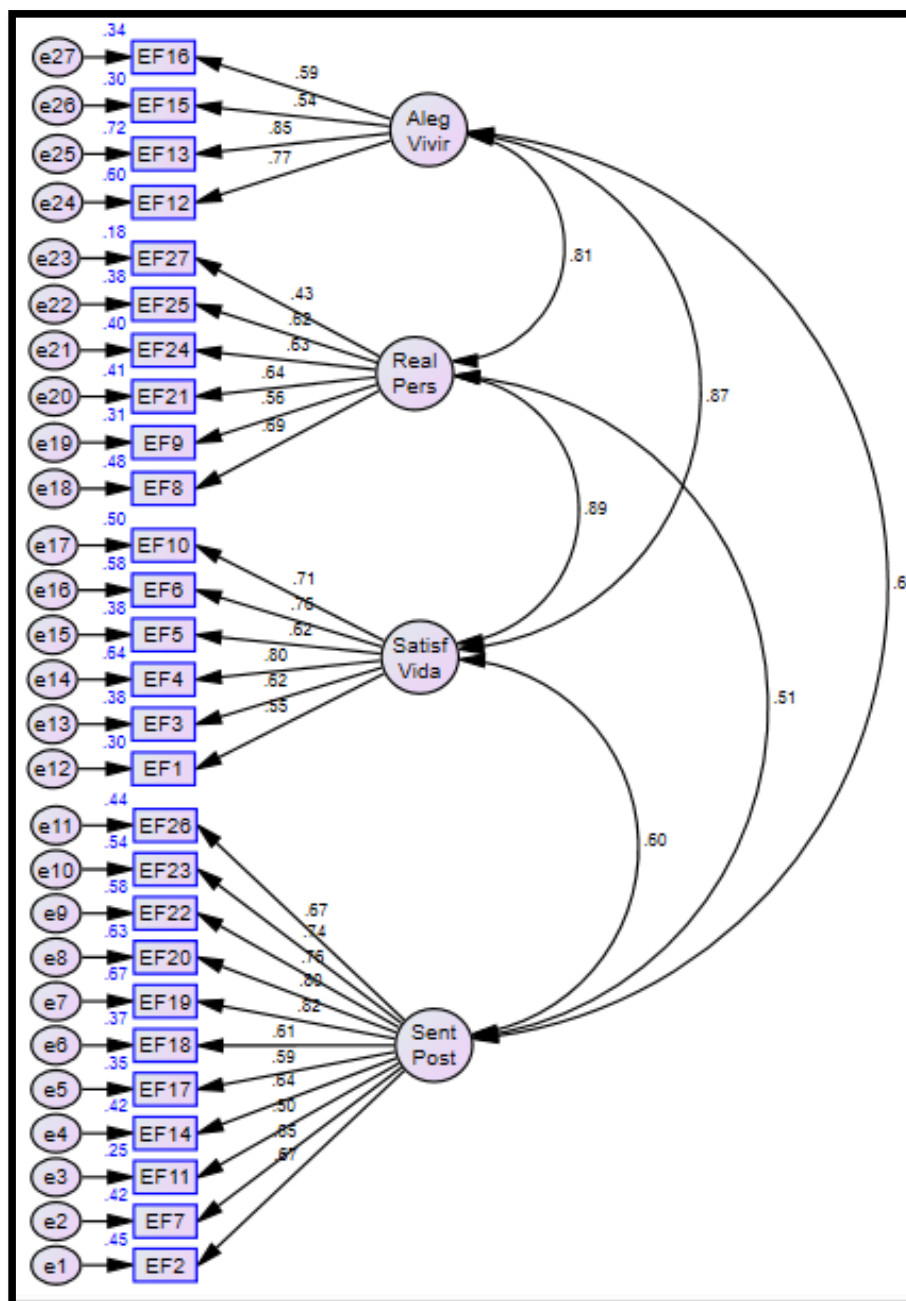 .34
e27 EF16 .59
.30
e26 EF15 .54
Aleg
Vivir
.72
e25 EF13 .85
.60
e24 EF12 .77
.81
.18
e23 EF27 .43
.38
e22 EF25 .62
.40
e21 EF24 .63
Real
Pers
.41
e20 EF21 .64
.87
.31
e19 EF9 .56
.48
e18 EF8 .69
.89
.50
e17 EF10 .71
.58
e16 EF6 .76
.6
.38
e15 EF5 .62
Satisf
Vida
.64
e14 EF4 .80
.38
e13 EF3 .62
.51
.30
e12 EF1 .55
.44
e11 EF26 .67
.60
.54
e10 EF23 .74
.58
e9 EF22 .76
.63
e8 EF20 .80
.67
e7 EF19 .82
.37
e6 EF18 .61
Sent
Post
.35
e5 EF17 .59
.42
e4 EF14 .64
.25
e3 EF11 .50
.42
e2 EF7 .65
.45
e1 EF2 .67